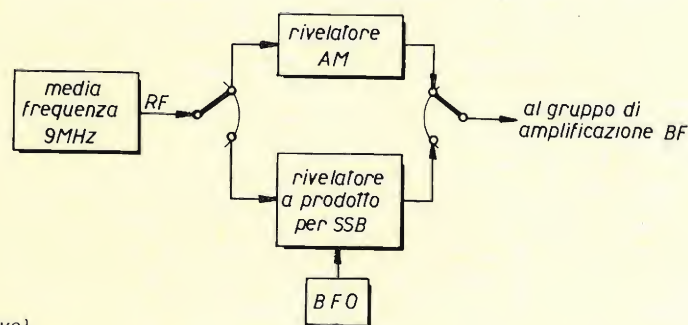 media
frequenza
9MHz
RF
rivelatore
AM
rivelatore
a prodotto
per SSB
BFO
al gruppo di
amplificazione BF